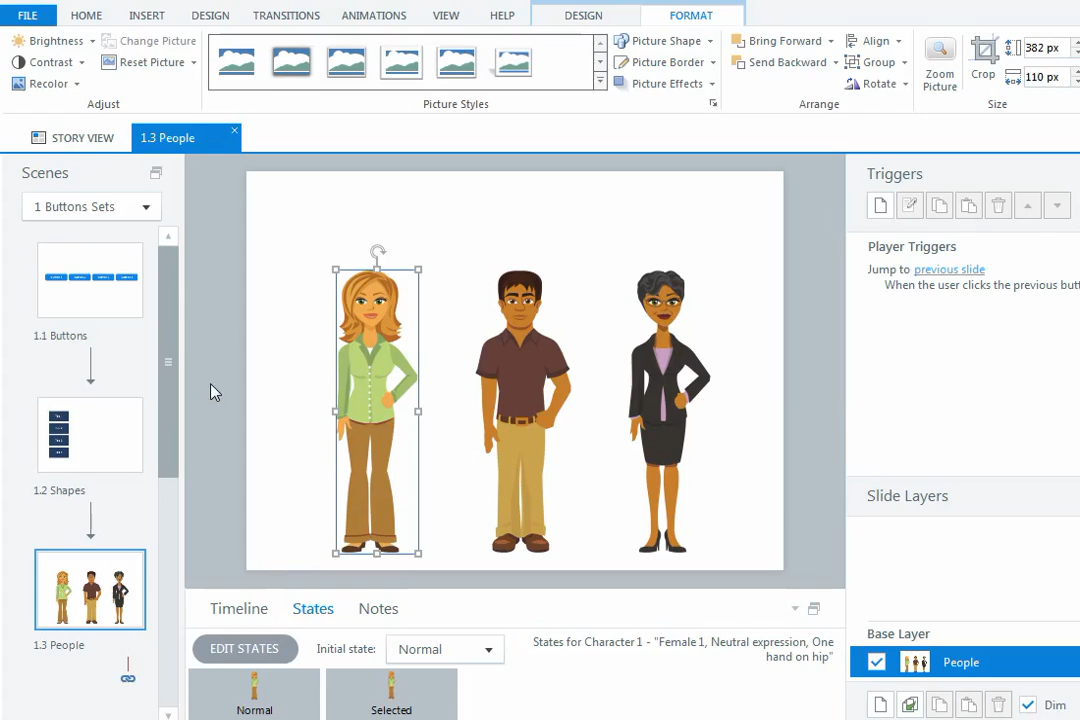 FILE HOME INSERT DESIGN TRANSITIONS ANIMATIONS VIEW HELP DESIGN FORMAT
Brightness Change Picture Picture Shape Bring Forward Align 382 px
Contrast Reset Picture Picture Border Send Backward Group Zoom Picture Crop 110 px
Recolor Picture Effects Rotate
Adjust Picture Styles Arrange Size
STORY VIEW 1.3 People
Scenes
1 Buttons Sets
1.1 Buttons
1.2 Shapes
1.3 People
Triggers
Player Triggers
Jump to previous slide
When the user clicks the previous butt
Slide Layers
Base Layer
People
Dim
Timeline States Notes
EDIT STATES Initial state: Normal
States for Character 1 - "Female 1, Neutral expression, One
hand on hip"
Normal Selected